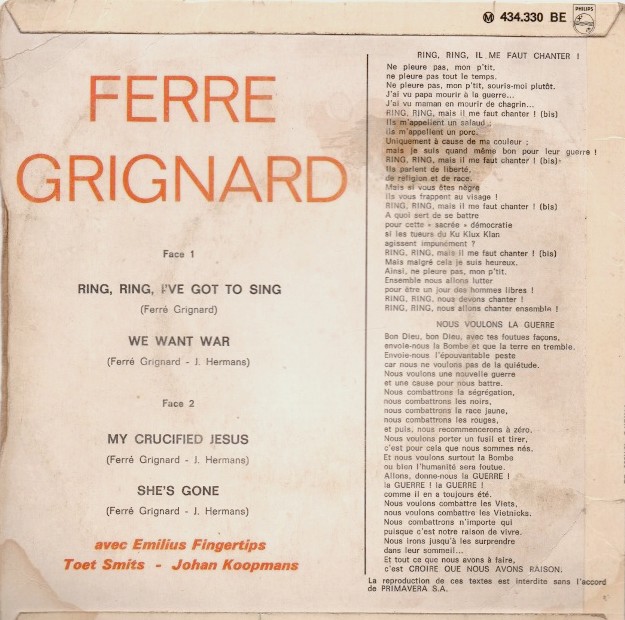 Ⓜ 434.330 BE
PHILIPS
FERRE
GRIGNARD
Face 1
RING, RING, I'VE GOT TO SING
(Ferré Grignard)
WE WANT WAR
(Ferré Grignard - J. Hermans)
Face 2
MY CRUCIFIED JESUS
(Ferré Grignard - J. Hermans)
SHE'S GONE
(Ferré Grignard - J. Hermans)
avec Emilius Fingertips
Toet Smits - Johan Koopmans
RING, RING, IL ME FAUT CHANTER !
Ne pleure pas, mon p'tit,
ne pleure pas tout le temps.
Ne pleure pas, mon p'tit, souris-moi plutôt.
J'ai vu papa mourir à la guerre...
J'ai vu maman en mourir de chagrin...
RING, RING, mais il me faut chanter ! (bis)
Ils m'appellent un salaud ;
ils m'appellent un porc.
Uniquement à cause de ma couleur ;
mais je suis quand même bon pour leur guerre !
RING, RING, mais il me faut chanter ! (bis)
Ils parlent de liberté,
de religion et de race.
Mais si vous êtes nègre
ils vous frappent au visage !
RING, RING, mais il me faut chanter ! (bis)
A quoi sert de se battre
pour cette « sacrée » démocratie
si les tueurs du Ku Klux Klan
agissent impunément ?
RING, RING, mais il me faut chanter ! (bis)
Mais malgré cela je suis heureux.
Ainsi, ne pleure pas, mon p'tit.
Ensemble nous allons lutter
pour être un jour des hommes libres !
RING, RING, nous devons chanter !
RING, RING, nous allons chanter ensemble !
NOUS VOULONS LA GUERRE
Bon Dieu, bon Dieu, avec tes foutues façons,
envoie-nous la Bombe et que la terre en tremble.
Envoie-nous l'épouvantable peste
car nous ne voulons pas de la quiétude.
Nous voulons une nouvelle guerre
et une cause pour nous battre.
Nous combattrons la ségrégation,
nous combattrons les noirs,
nous combattrons la race jaune,
nous combattrons les rouges,
et puis, nous recommencerons à zéro.
Nous voulons porter un fusil et tirer,
c'est pour cela que nous sommes nés.
Et nous voulons surtout la Bombe
ou bien l'humanité sera foutue.
Allons, donne-nous la GUERRE !
la GUERRE ! la GUERRE !
comme il en a toujours été.
Nous voulons combattre les Viets,
nous voulons combattre les Vietnicks.
Nous combattrons n'importe qui
puisque c'est notre raison de vivre.
Nous irons jusqu'à les surprendre
dans leur sommeil...
Et tout ce que nous avons à faire,
c'est CROIRE QUE NOUS AVONS RAISON.
La reproduction de ces textes est interdite sans l'accord
de PRIMAVERA S.A.